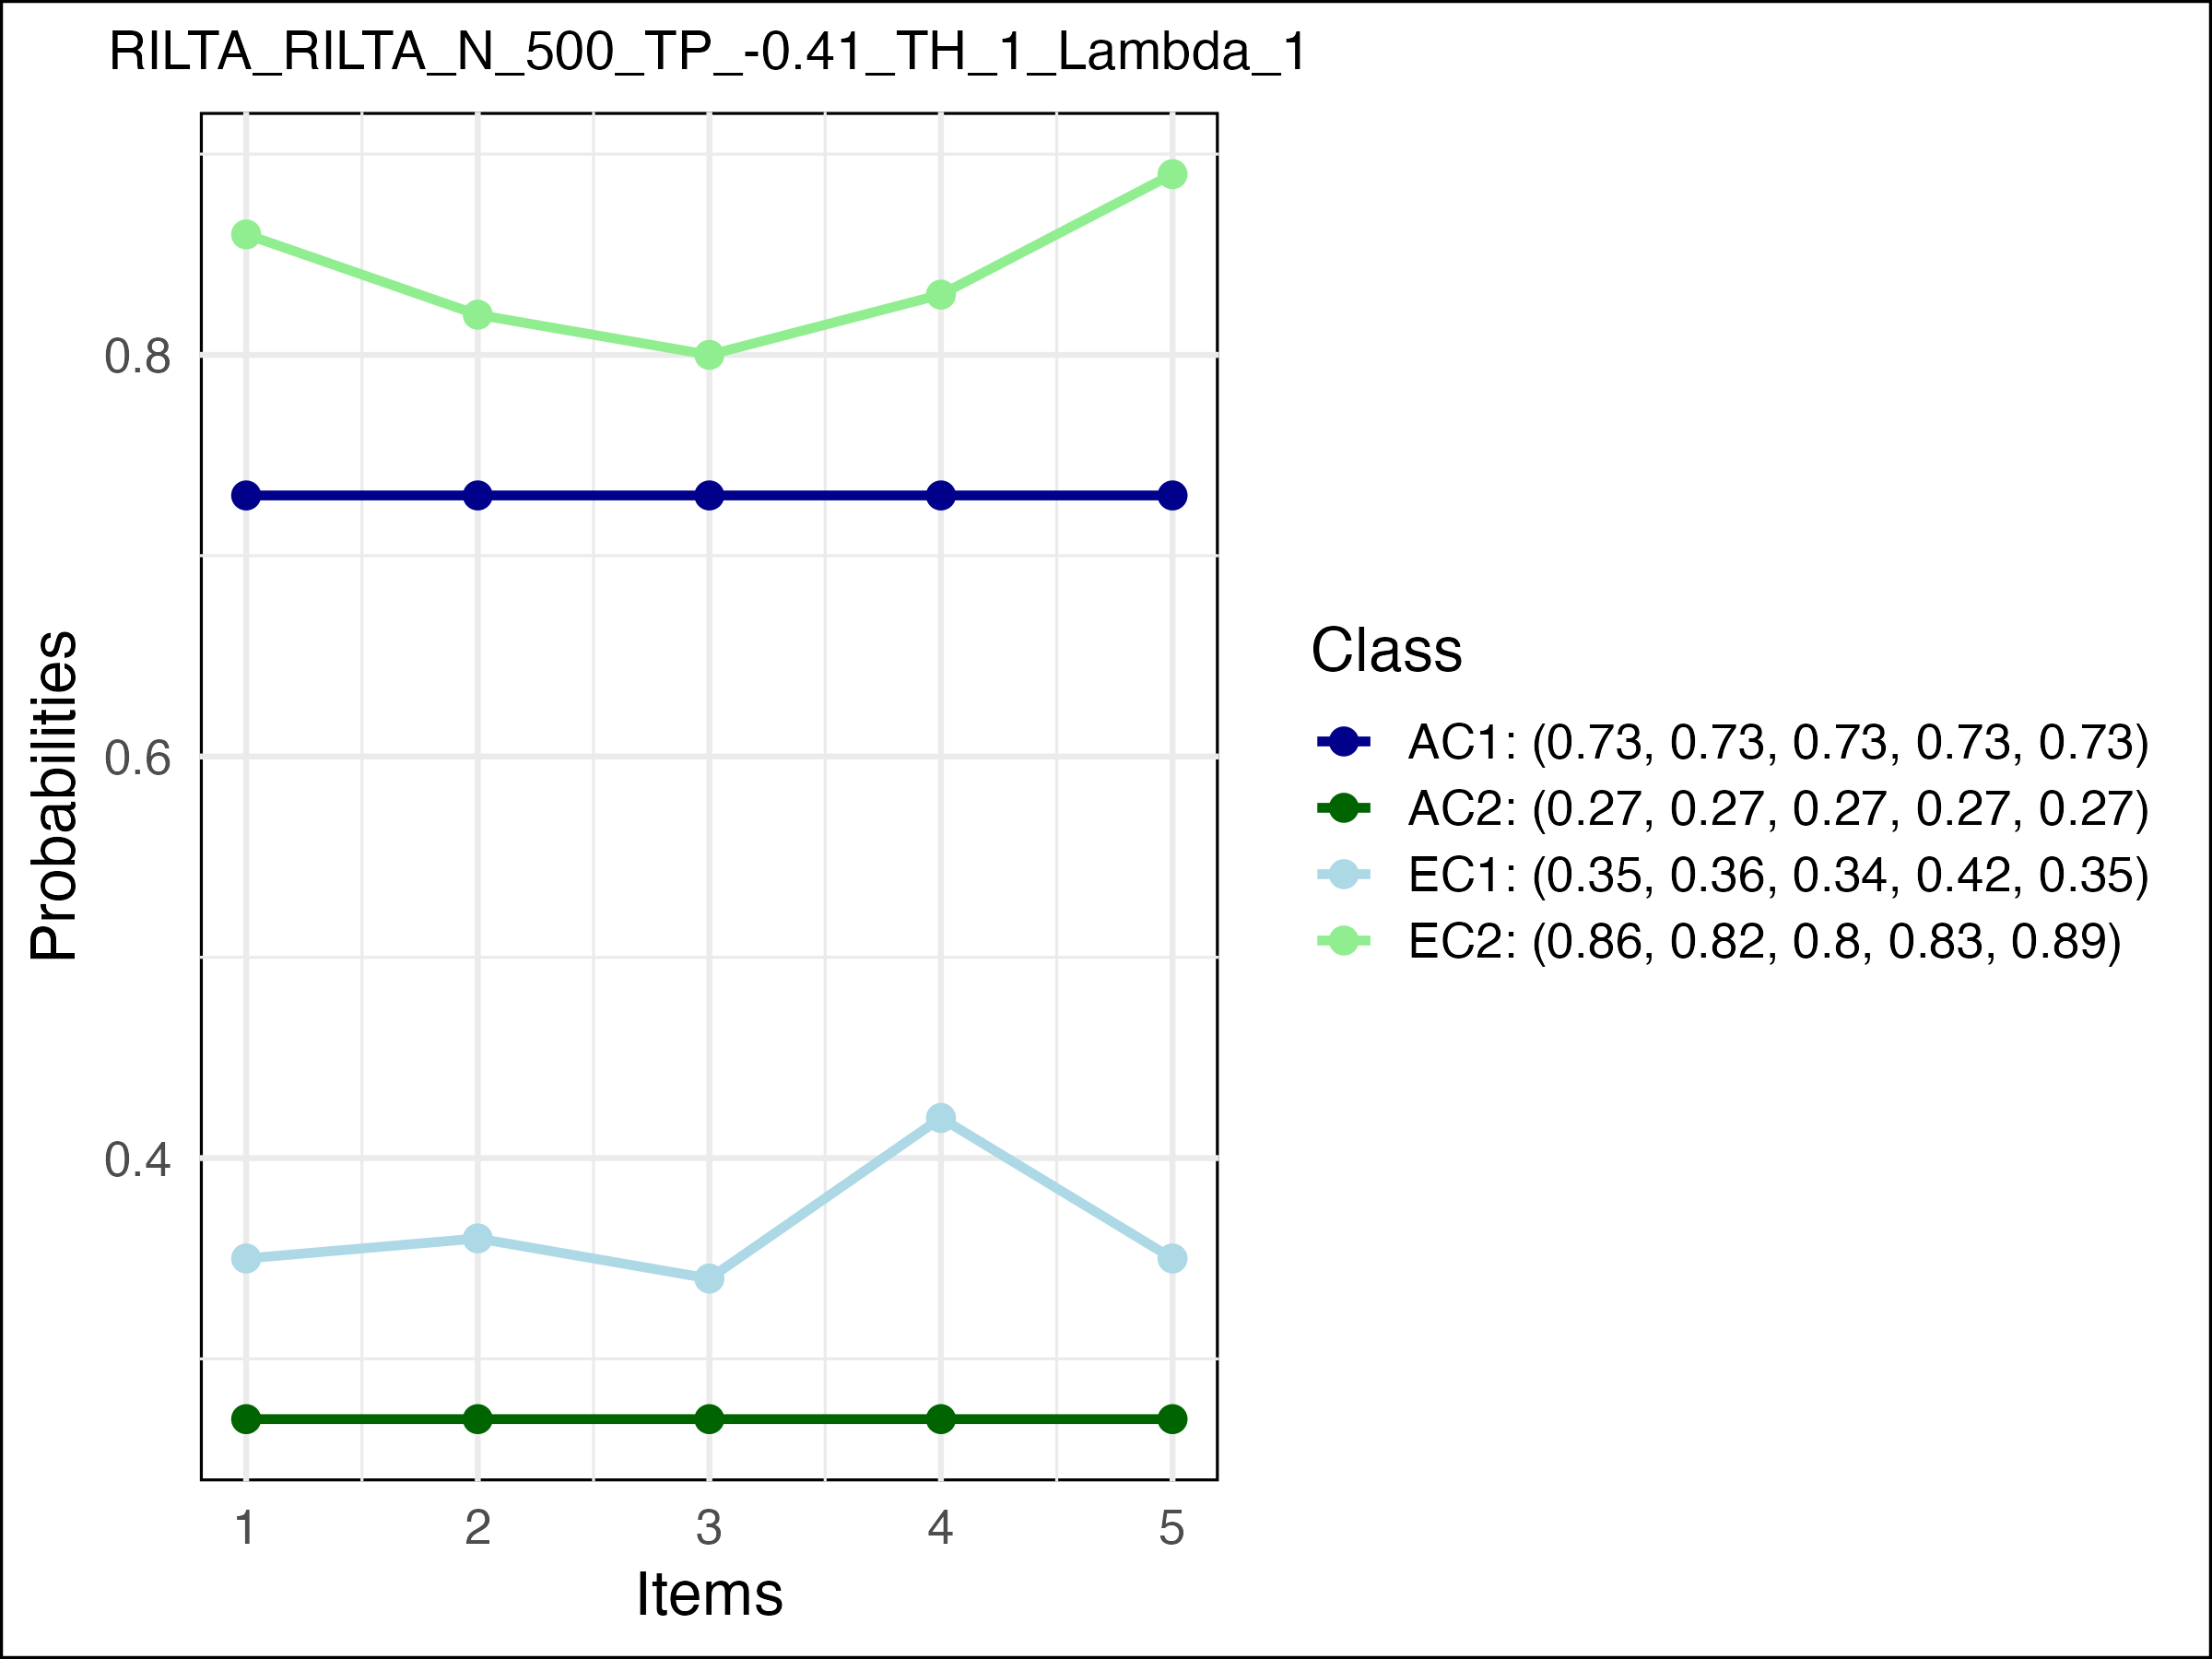 RILTA_RILTA_N_500_TP_-0.41_TH_1_Lambda_1
Probabilities
0.8
0.6
0.4
1 2 3 4 5
Items
Class
AC1: (0.73, 0.73, 0.73, 0.73, 0.73)
AC2: (0.27, 0.27, 0.27, 0.27, 0.27)
EC1: (0.35, 0.36, 0.34, 0.42, 0.35)
EC2: (0.86, 0.82, 0.8, 0.83, 0.89)